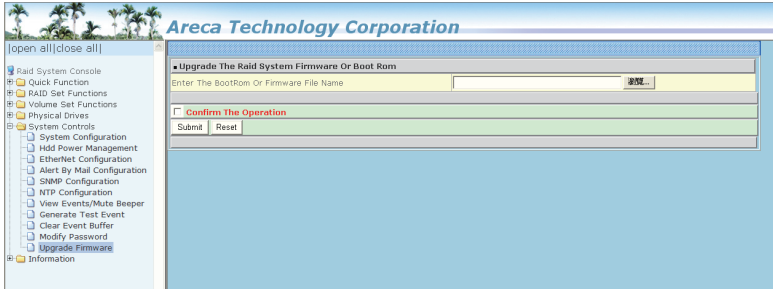 Areca Technology Corporation
|open all|close all|
Raid System Console
Quick Function
RAID Set Functions
Volume Set Functions
Physical Drives
System Controls
System Configuration
Hdd Power Management
EtherNet Configuration
Alert By Mail Configuration
SNMP Configuration
NTP Configuration
View Events/Mute Beeper
Generate Test Event
Clear Event Buffer
Modify Password
Upgrade Firmware
Information
Upgrade The Raid System Firmware Or Boot Rom
Enter The BootRom Or Firmware File Name 瀏覽...
Confirm The Operation
Submit Reset